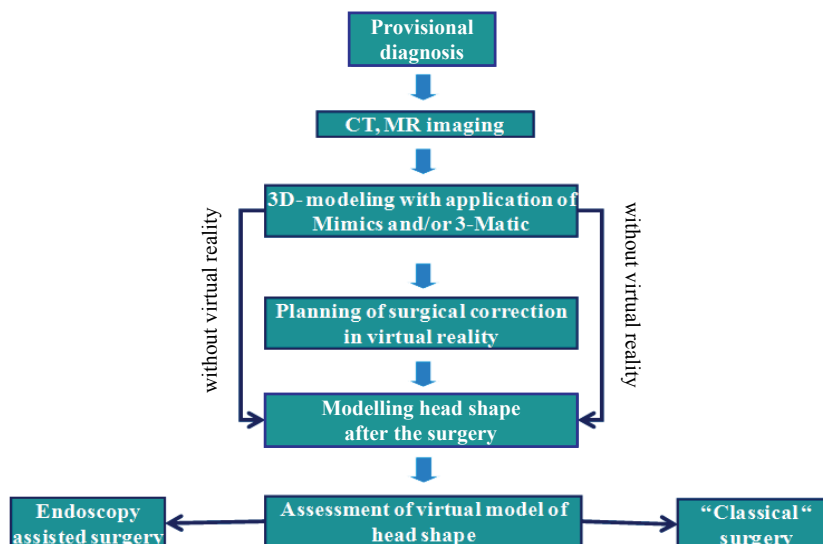 Provisional
diagnosis
CT, MR imaging
3D- modeling with application of
Mimics and/or 3-Matic
without virtual reality
without virtual reality
Planning of surgical correction
in virtual reality
Modelling head shape
after the surgery
Endoscopy
assisted surgery
Assessment of virtual model of
head shape
“Classical“
surgery